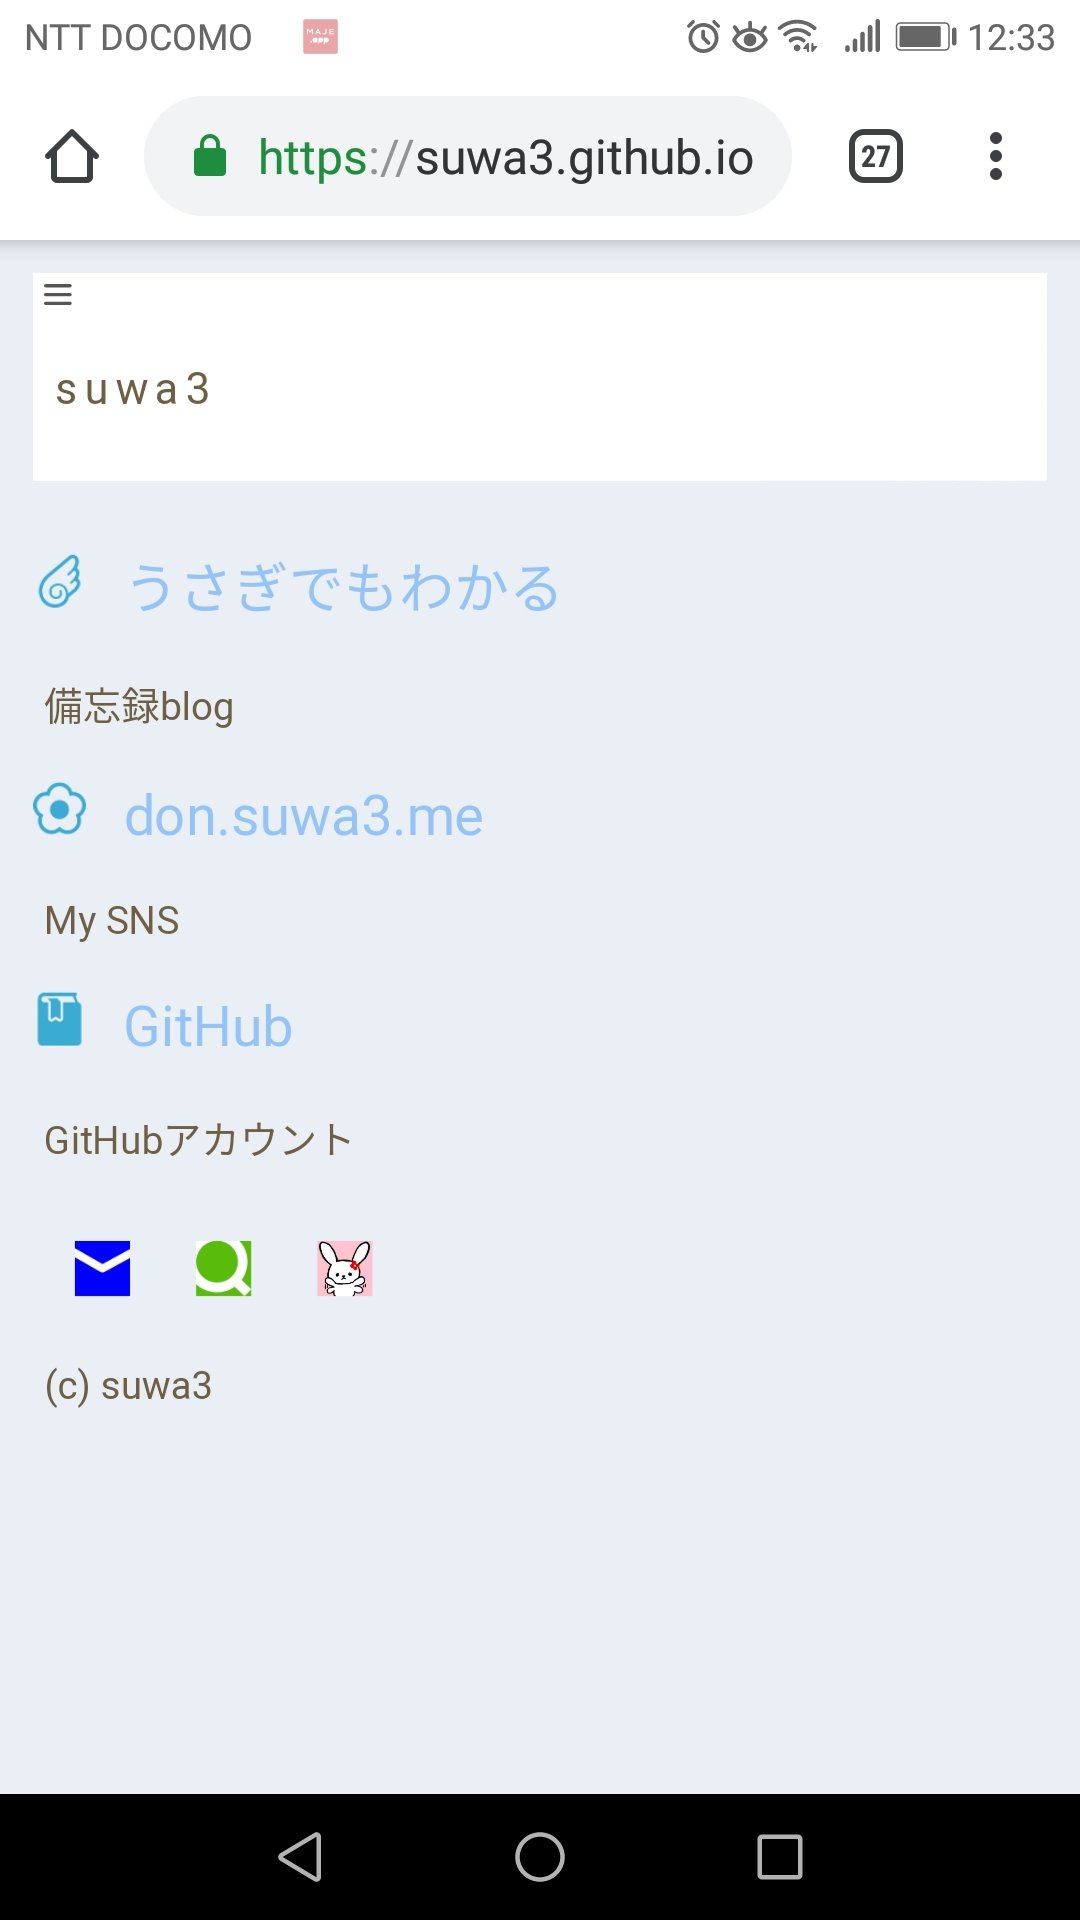 NTT DOCOMO
MAJE
.app
12:33
https://suwa3.github.io
27
suwa3
うさぎでもわかる
備忘録blog
don.suwa3.me
My SNS
GitHub
GitHubアカウント
(c) suwa3